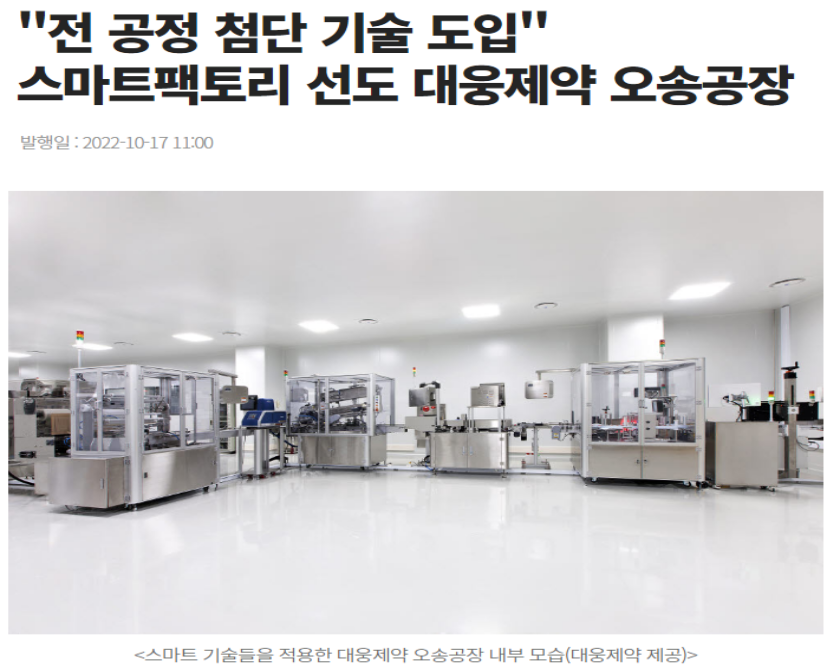 "전 공정 첨단 기술 도입"
스마트팩토리 선도 대웅제약 오송공장
발행일 : 2022-10-17 11:00
<스마트 기술들을 적용한 대웅제약 오송공장 내부 모습(대웅제약 제공)>